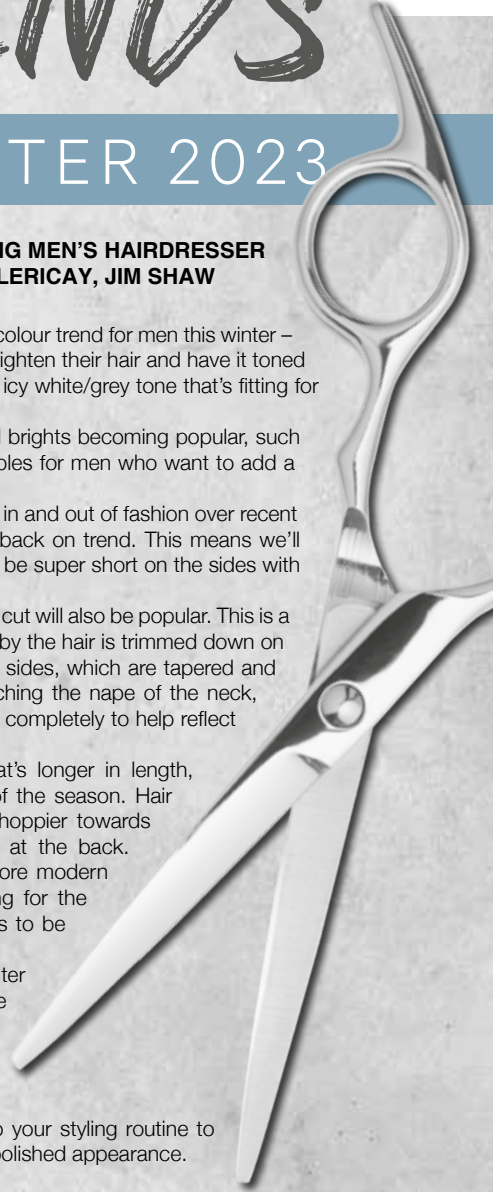 ENDS
TER 2023
NG MEN'S HAIRDRESSER
LERICAY, JIM SHAW
colour trend for men this winter –
ighten their hair and have it toned
icy white/grey tone that's fitting for
l brights becoming popular, such
ples for men who want to add a
in and out of fashion over recent
back on trend. This means we'll
be super short on the sides with
cut will also be popular. This is a
by the hair is trimmed down on
sides, which are tapered and
ching the nape of the neck,
completely to help reflect
at's longer in length,
of the season. Hair
hoppier towards
at the back.
ore modern
ng for the
s to be
ter
e
o your styling routine to
polished appearance.